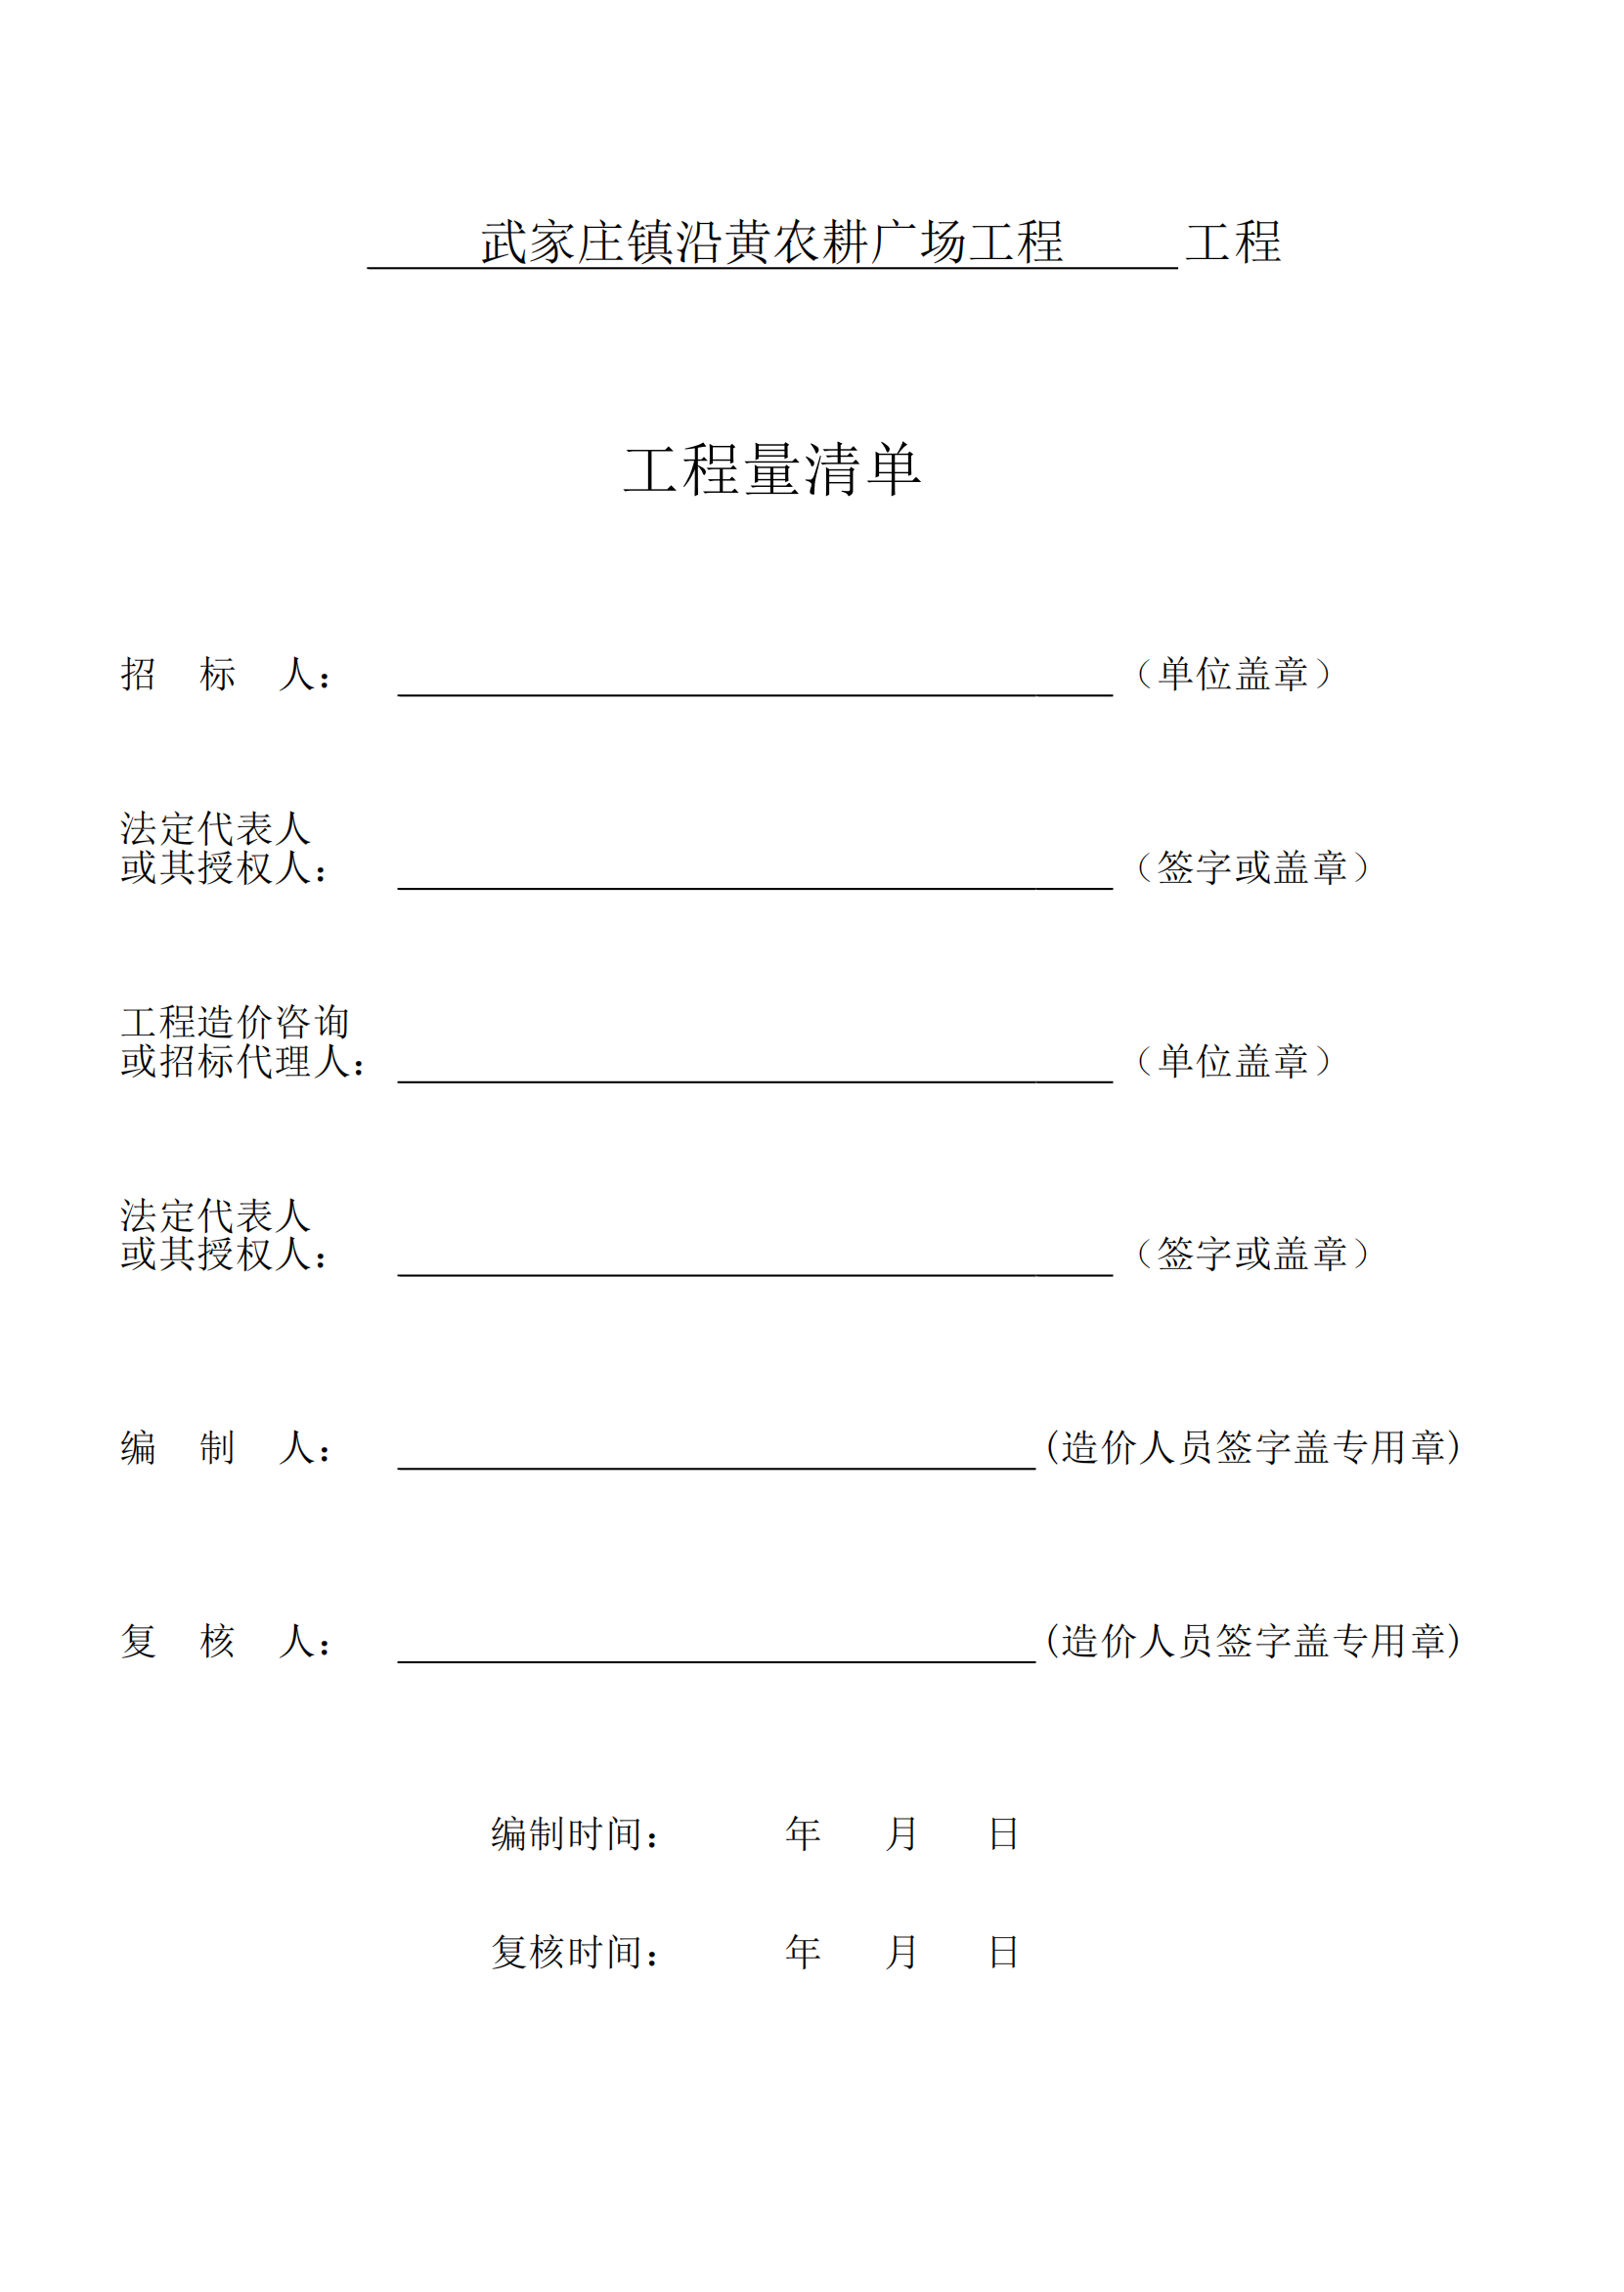 武家庄镇沿黄农耕广场工程 工程
工程量清单
招 标 人： （单位盖章）
法定代表人
或其授权人： （签字或盖章）
工程造价咨询
或招标代理人： （单位盖章）
法定代表人
或其授权人： （签字或盖章）
编 制 人： (造价人员签字盖专用章)
复 核 人： (造价人员签字盖专用章)
编制时间： 年 月 日
复核时间： 年 月 日